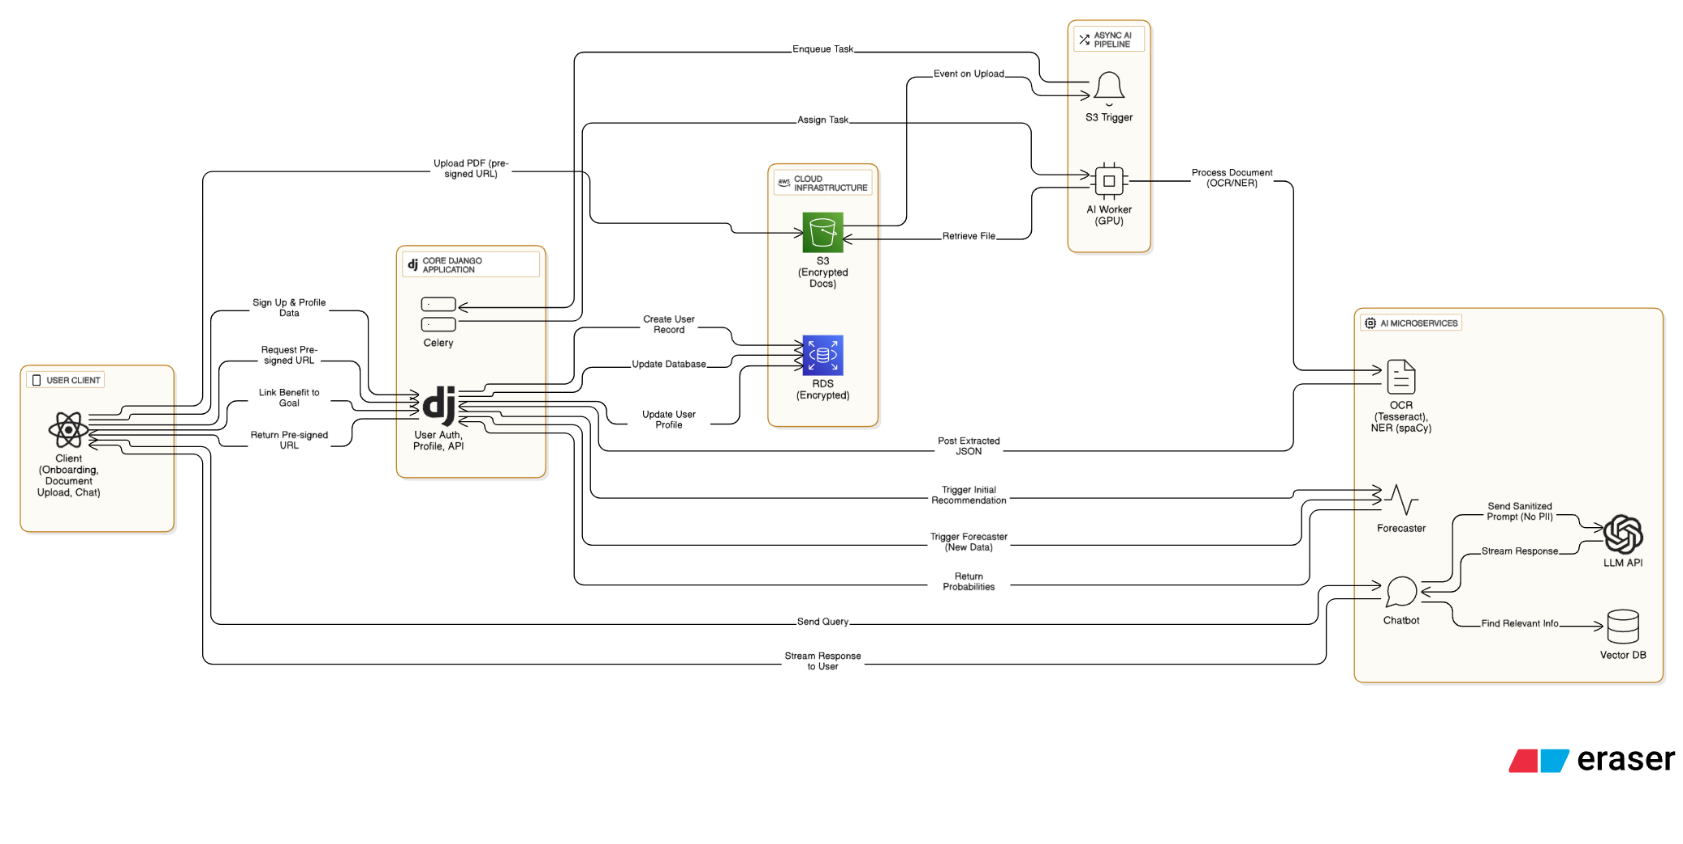 Enqueue Task
ASYNC AI
PIPELINE
Event on Upload
S3 Trigger
Assign Task
Upload PDF (pre-
signed URL)
CLOUD
INFRASTRUCTURE
aws
Process Document
(OCR/NER)
AI Worker
(GPU)
Retrieve File
S3
(Encrypted
Docs)
dj
CORE DJANGO
APPLICATION
Celery
Sign Up & Profile
Data
Create User
Record
AI MICROSERVICES
Request Pre-
signed URL
Update Database
USER CLIENT
RDS
(Encrypted)
Link Benefit to
Goal
dj
User Auth,
Profile, API
Update User
Profile
OCR
(Tesseract),
NER (spaCy)
Return Pre-signed
URL
Post Extracted
JSON
Client
(Onboarding,
Document
Upload, Chat)
Trigger Initial
Recommendation
Forecaster
Send Sanitized
Prompt (No PII)
Trigger Forecaster
(New Data)
Stream Response
LLM API
Return
Probabilities
Chatbot
Send Query
Find Relevant Info
Vector DB
Stream Response
to User
eraser